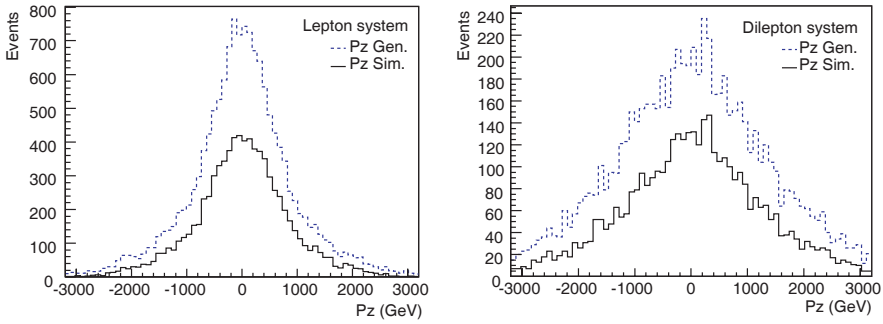 Events
800
700
600
500
400
300
200
100
0
Lepton system
Pz Gen.
Pz Sim.
-3000 -2000 -1000 0 1000 2000 3000
Pz (GeV)
Events
240
220
200
180
160
140
120
100
80
60
40
20
0
Dilepton system
Pz Gen.
Pz Sim.
-3000 -2000 -1000 0 1000 2000 3000
Pz (GeV)